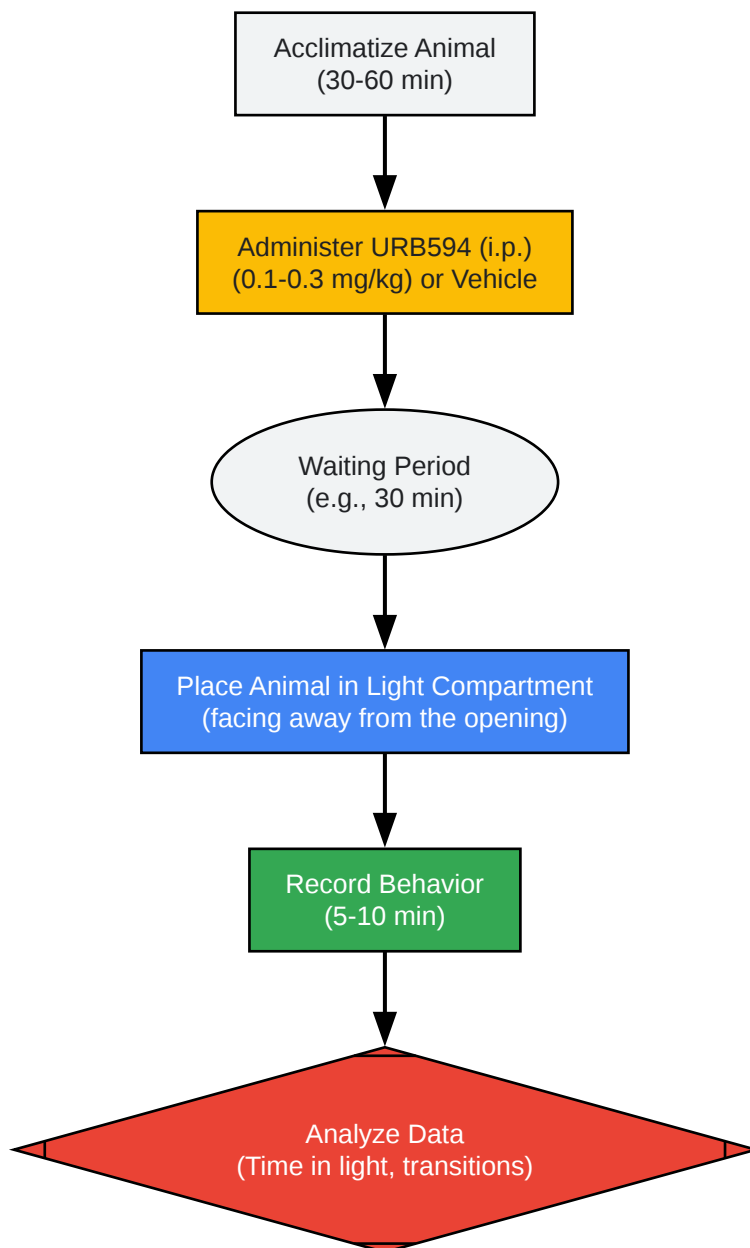 Acclimatize Animal
(30-60 min)
Administer URB594 (i.p.)
(0.1-0.3 mg/kg) or Vehicle
Waiting Period
(e.g., 30 min)
Place Animal in Light Compartment
(facing away from the opening)
Record Behavior
(5-10 min)
Analyze Data
(Time in light, transitions)